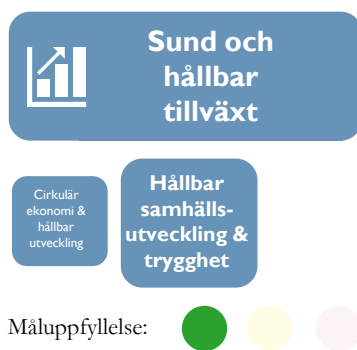 Sund och
hållbar
tillväxt
Cirkulär
ekonomi &
hållbar
utveckling
Hållbar
samhälls-
utveckling &
trygghet
Måluppfyllelse: